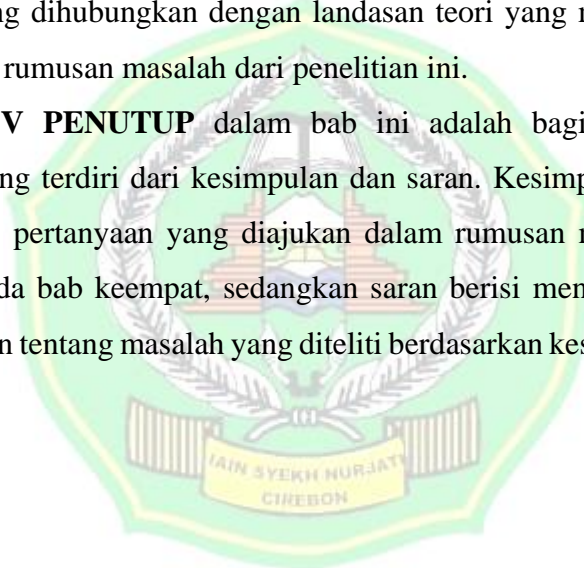 ng dihubungkan dengan landasan teori yang
rumusan masalah dari penelitian ini.
V PENUTUP dalam bab ini adalah bagi
ng terdiri dari kesimpulan dan saran. Kesimp
pertanyaan yang diajukan dalam rumusan
da bab keempat, sedangkan saran berisi men
n tentang masalah yang diteliti berdasarkan kes
IAIN SYEKH NURJATI
CIREBON